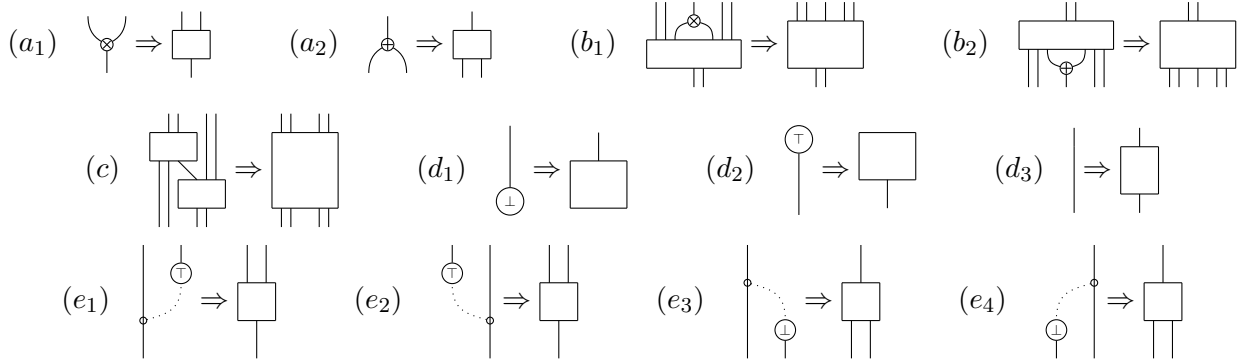 (a₁) ⊗ ⇒ (a₂) ⊕ ⇒ (b₁) ⊗ ⇒ (b₂) ⊕ ⇒
(c) ⇒ (d₁) ⊥ ⇒ (d₂) ⊤ ⇒ (d₃) ⇒
(e₁) ⊤ ⇒ (e₂) ⊤ ⇒ (e₃) ⊥ ⇒ (e₄) ⊥ ⇒